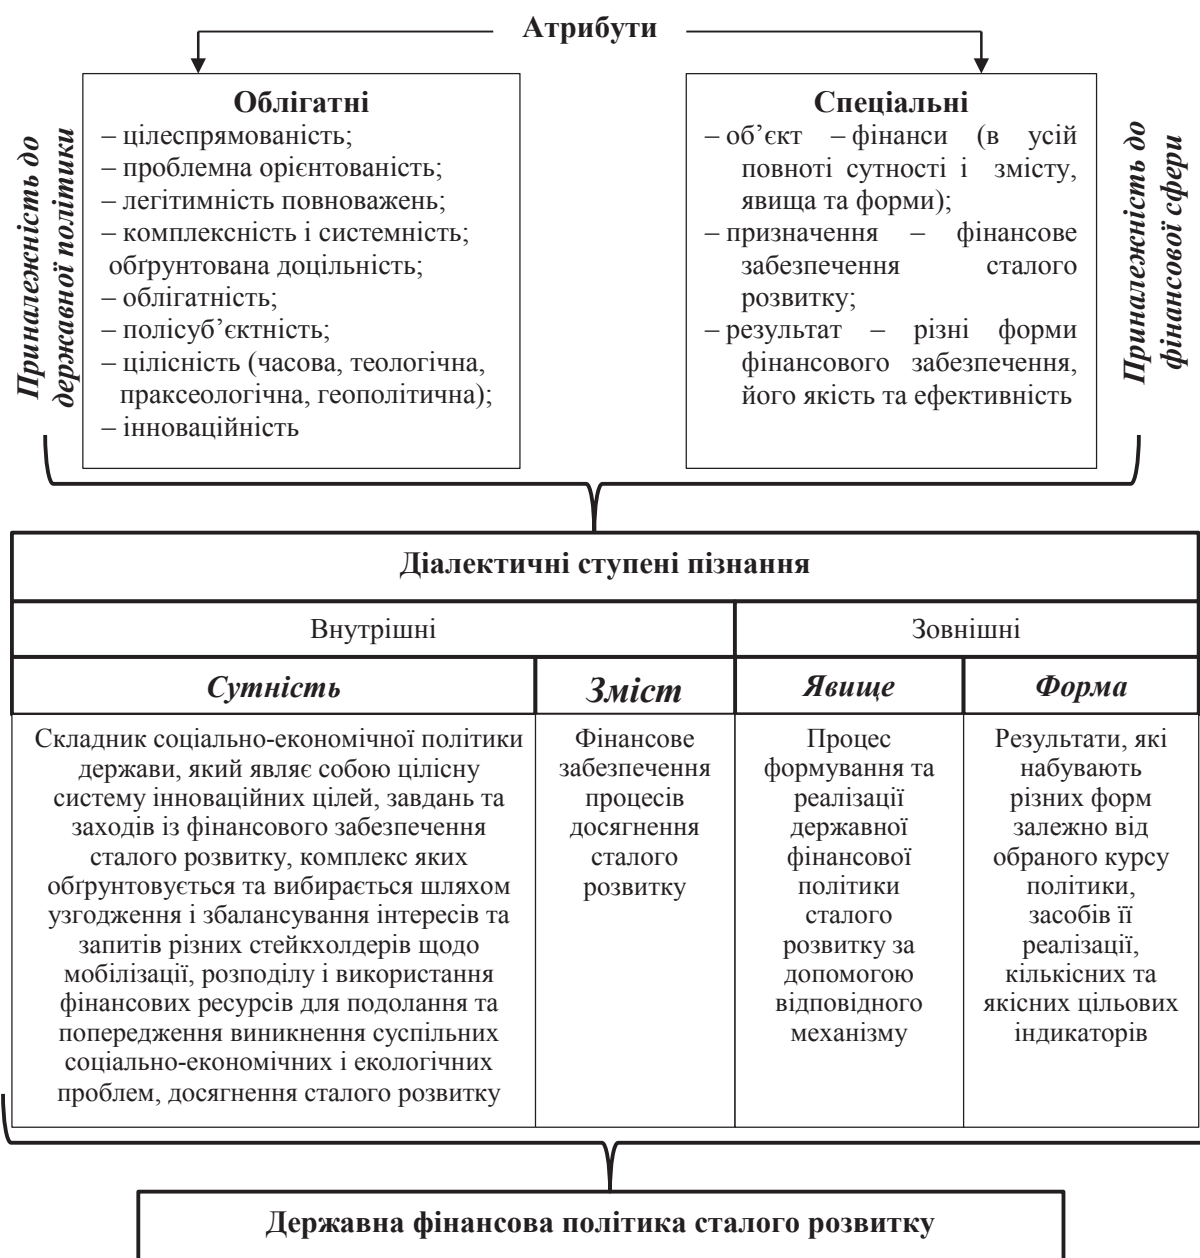 Атрибути
Приналежність до
державної політики
Облігатні
– цілеспрямованість;
– проблемна орієнтованість;
– легітимність повноважень;
– комплексність і системність;
обґрунтована доцільність;
– облігатність;
– полісуб’єктність;
– цілісність (часова, теологічна,
праксеологічна, геополітична);
– інноваційність
Спеціальні
– об’єкт – фінанси (в усій
повноті сутності і змісту,
явища та форми);
– призначення – фінансове
забезпечення сталого
розвитку;
– результат – різні форми
фінансового забезпечення,
його якість та ефективність
Приналежність до
фінансової сфери
Діалектичні ступені пізнання
Внутрішні
Зовнішні
Сутність
Зміст
Явище
Форма
Складник соціально-економічної політики
держави, який являє собою цілісну
систему інноваційних цілей, завдань та
заходів із фінансового забезпечення
сталого розвитку, комплекс яких
обґрунтовується та вибирається шляхом
узгодження і збалансування інтересів та
запитів різних стейкхолдерів щодо
мобілізації, розподілу і використання
фінансових ресурсів для подолання та
попередження виникнення суспільних
соціально-економічних і екологічних
проблем, досягнення сталого розвитку
Фінансове
забезпечення
процесів
досягнення
сталого
розвитку
Процес
формування та
реалізації
державної
фінансової
політики
сталого
розвитку за
допомогою
відповідного
механізму
Результати, які
набувають
різних форм
залежно від
обраного курсу
політики,
засобів її
реалізації,
кількісних та
якісних цільових
індикаторів
Державна фінансова політика сталого розвитку